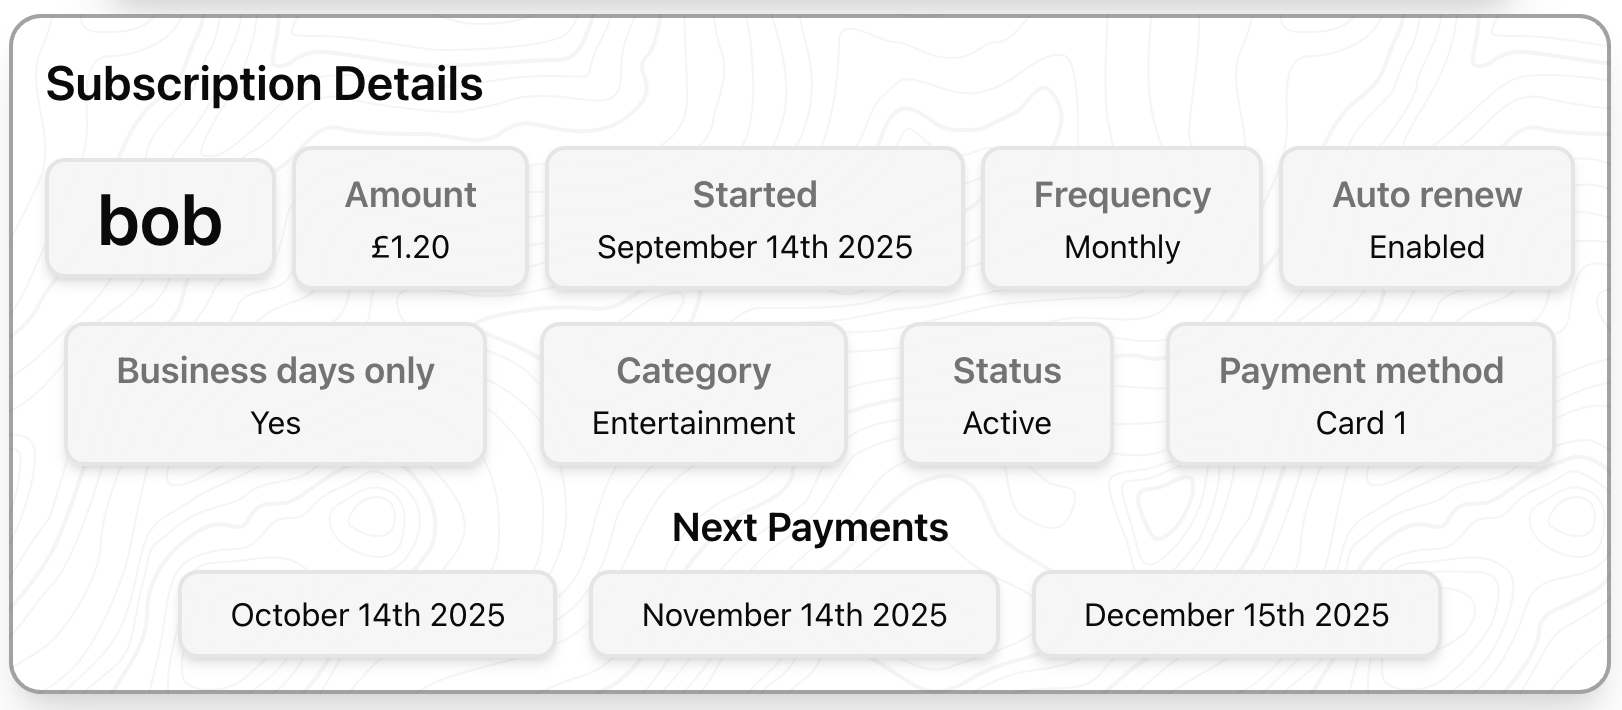 Subscription Details
bob
Amount
£1.20
Started
September 14th 2025
Frequency
Monthly
Auto renew
Enabled
Business days only
Yes
Category
Entertainment
Status
Active
Payment method
Card 1
Next Payments
October 14th 2025
November 14th 2025
December 15th 2025